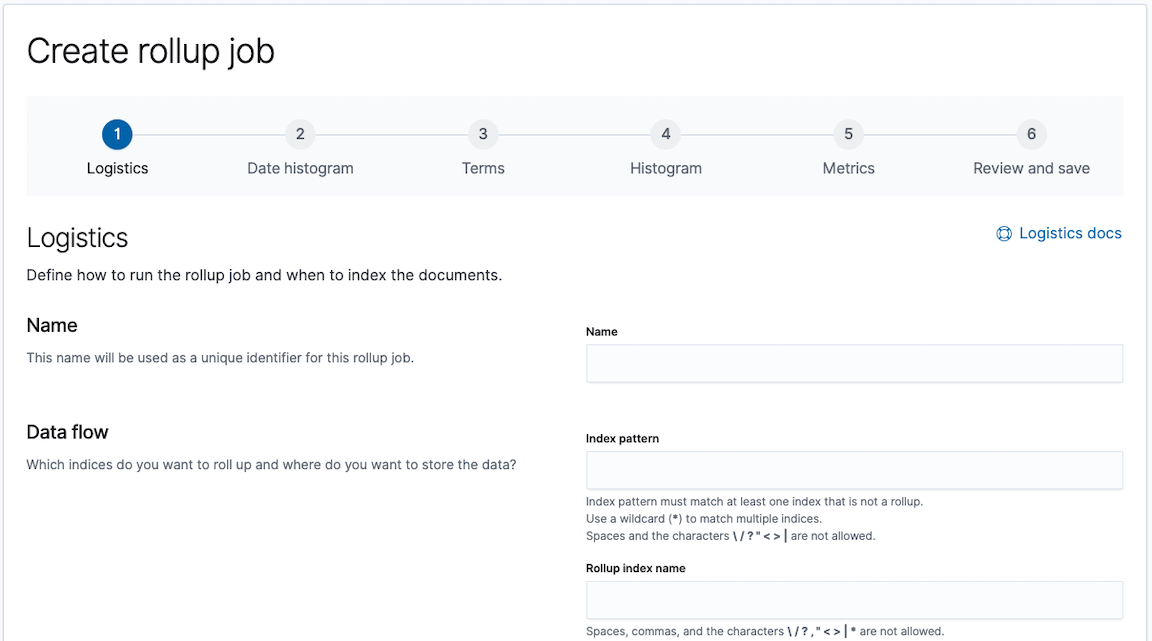 Create rollup job
1 2 3 4 5 6
Logistics Date histogram Terms Histogram Metrics Review and save
Logistics
Logistics docs
Define how to run the rollup job and when to index the documents.
Name
This name will be used as a unique identifier for this rollup job.
Name
Data flow
Which indices do you want to roll up and where do you want to store the data?
Index pattern
Index pattern must match at least one index that is not a rollup.
Use a wildcard (*) to match multiple indices.
Spaces and the characters \ / ? " < > | are not allowed.
Rollup index name
Spaces, commas, and the characters \ / ? , " < > | * are not allowed.